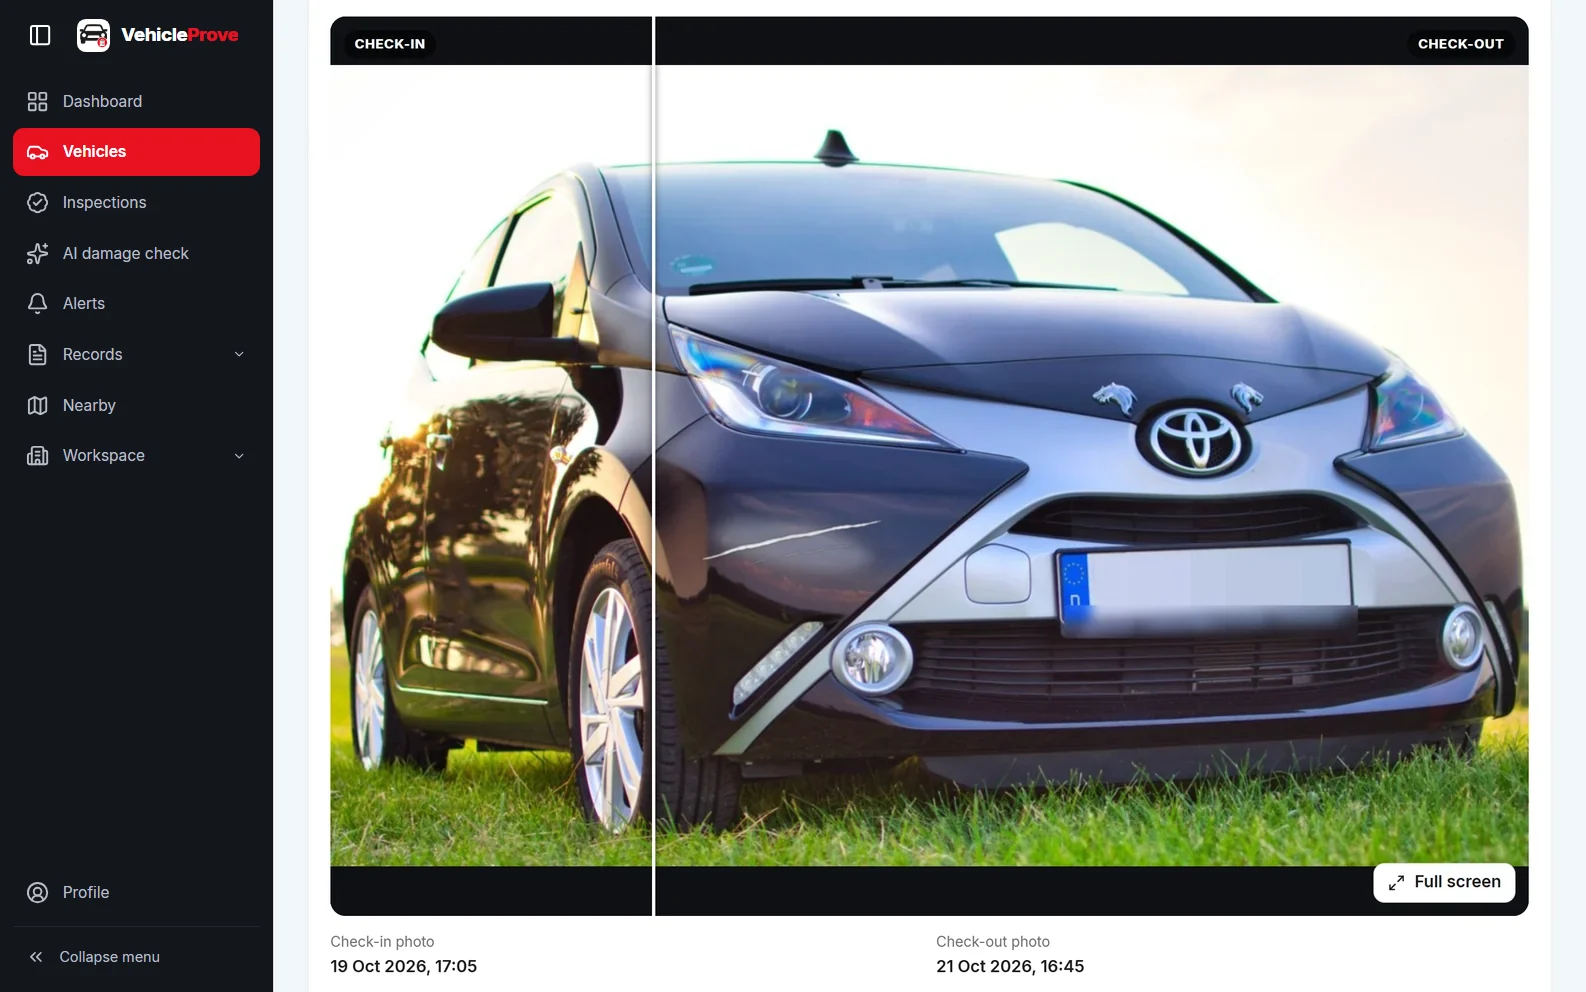 VehicleProve
Dashboard
Vehicles
Inspections
AI damage check
Alerts
Records
Nearby
Workspace
Profile
Collapse menu
CHECK-IN
CHECK-OUT
Full screen
Check-in photo
19 Oct 2026, 17:05
Check-out photo
21 Oct 2026, 16:45